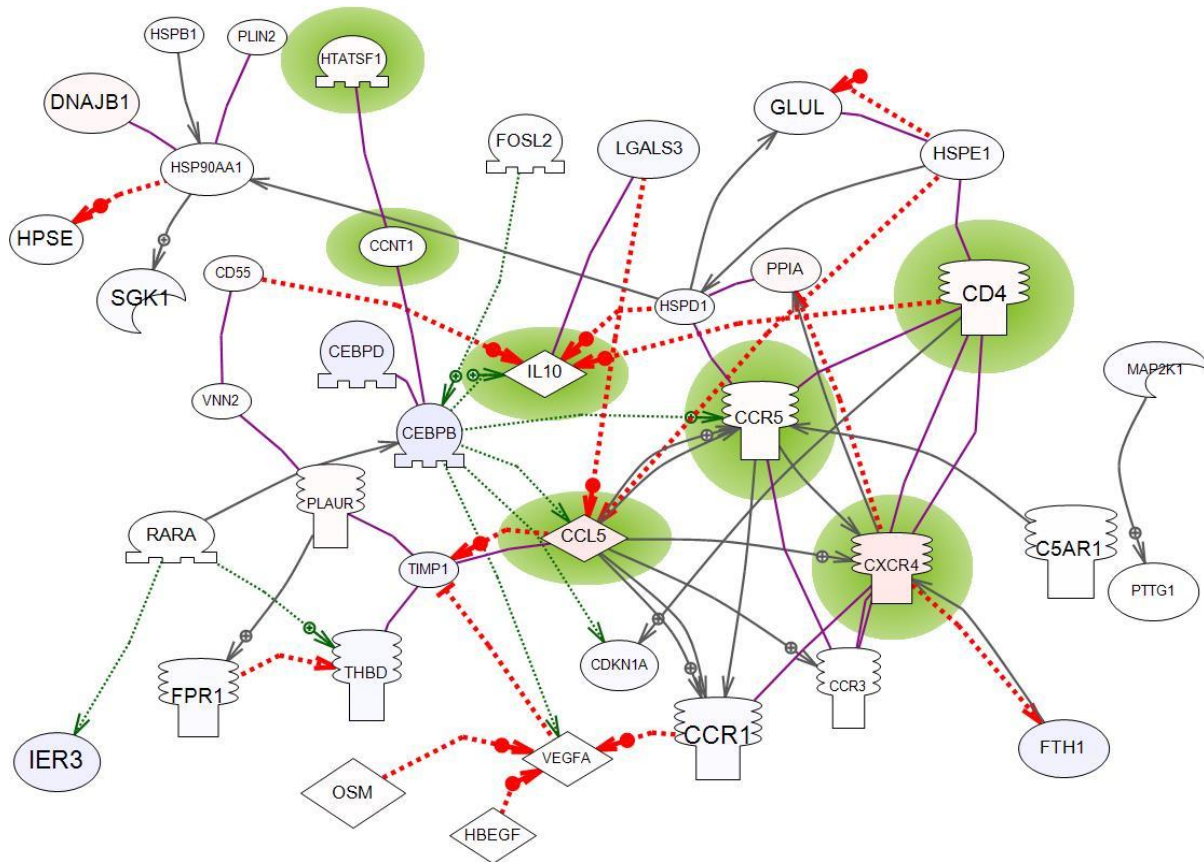 HSPB1
PLIN2
HTATSF1
DNAJB1
GLUL
FOSL2
LGALS3
HSPE1
HSP90AA1
HPSE
CCNT1
CD55
PPIA
SGK1
HSPD1
CD4
CEBPD
IL10
MAP2K1
VNN2
CCR5
CEBPB
PLAUR
RARA
CCL5
C5AR1
TIMP1
CXCR4
PTTG1
CDKN1A
THBD
CCR3
FPR1
CCR1
IER3
FTH1
VEGFA
OSM
HBEGF